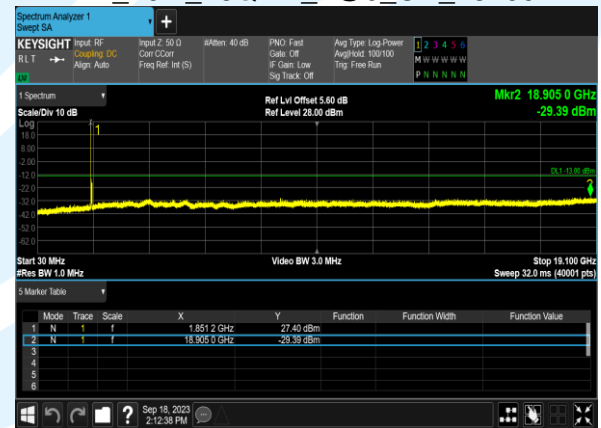 Spectrum Analyzer 1
Swept SA
KEYSIGHT
RLT
Input: RF
Coupling: DC
Align: Auto
Input Z: 50 Ω
Corr CCorr
Freq Ref: Int (S)
#Atten: 40 dB
PNO: Fast
Gate: Off
IF Gain: Low
Sig Track: Off
Avg Type: Log-Power
Avg|Hold: 100/100
Trig: Free Run
1 2 3 4 5 6
M W W W W W
P N N N N N
1 Spectrum
Scale/Div 10 dB
Ref Lvl Offset 5.60 dB
Ref Level 28.00 dBm
Mkr2 18.905 0 GHz
-29.39 dBm
Log
18.0
8.00
-2.00
-12.0
-22.0
-32.0
-42.0
-52.0
-62.0
1
DL1 -13.00 dBm
2
Start 30 MHz
Video BW 3.0 MHz
Stop 19.100 GHz
#Res BW 1.0 MHz
Sweep 32.0 ms (40001 pts)
5 Marker Table
Mode Trace Scale X Y Function Function Width Function Value
1 N 1 f 1.851 2 GHz 27.40 dBm
2 N 1 f 18.905 0 GHz -29.39 dBm
3
4
5
6
Sep 18, 2023
2:12:38 PM